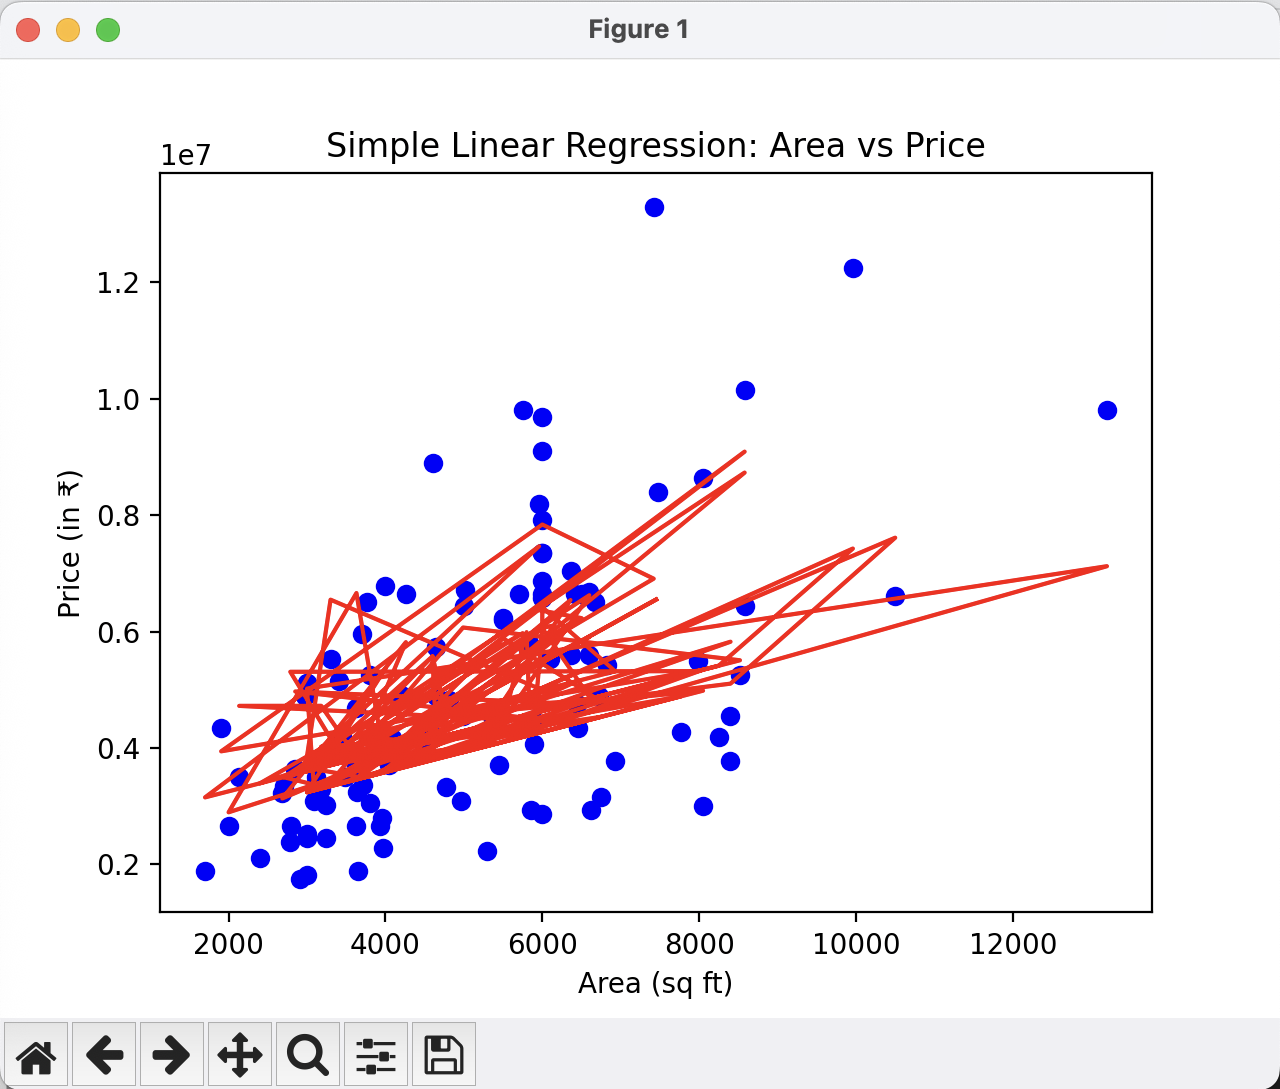 Figure 1
Simple Linear Regression: Area vs Price
1e7
1.2
1.0
0.8
0.6
0.4
0.2
Price (in ₹)
2000 4000 6000 8000 10000 12000
Area (sq ft)